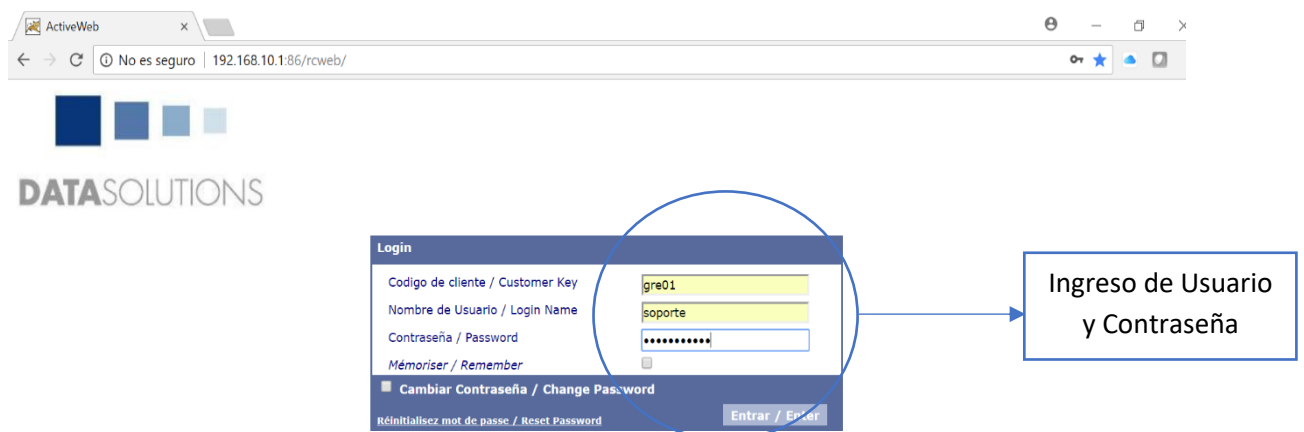 ActiveWeb
No es seguro | 192.168.10.1:86/rcweb/
DATASOLUTIONS
Login
Codigo de cliente / Customer Key gre01
Nombre de Usuario / Login Name soporte
Contraseña / Password •••••••••••
Mémoriser / Remember
Cambiar Contraseña / Change Password
Réinitialisez mot de passe / Reset Password Entrar / Enter
Ingreso de Usuario
y Contraseña